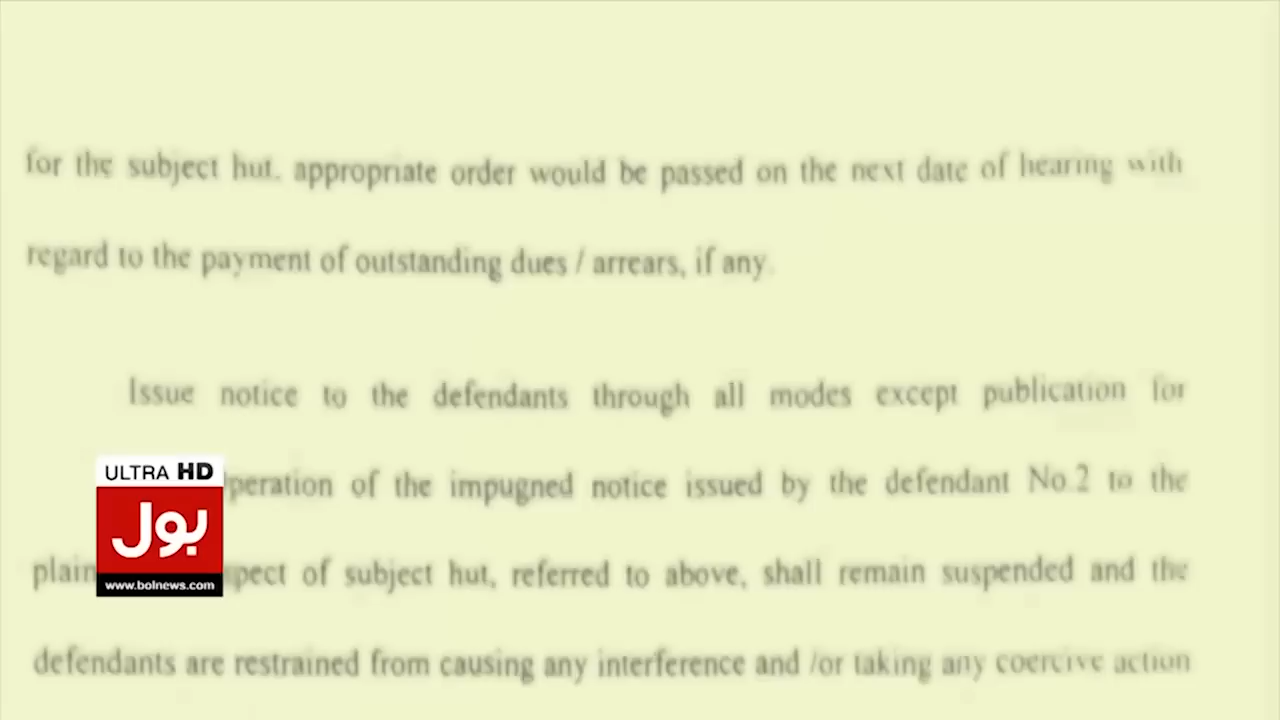 for the subject hut. appropriate order would be passed on the next date of hearing with
regard to the payment of outstanding dues / arrears, if any.
Issue notice to the defendants through all modes except publication for
peration of the impugned notice issued by the defendant No.2 to the
plain pect of subject hut, referred to above, shall remain suspended and the
defendants are restrained from causing any interference and /or taking any coercive action
ULTRA HD
بول
www.bolnews.com